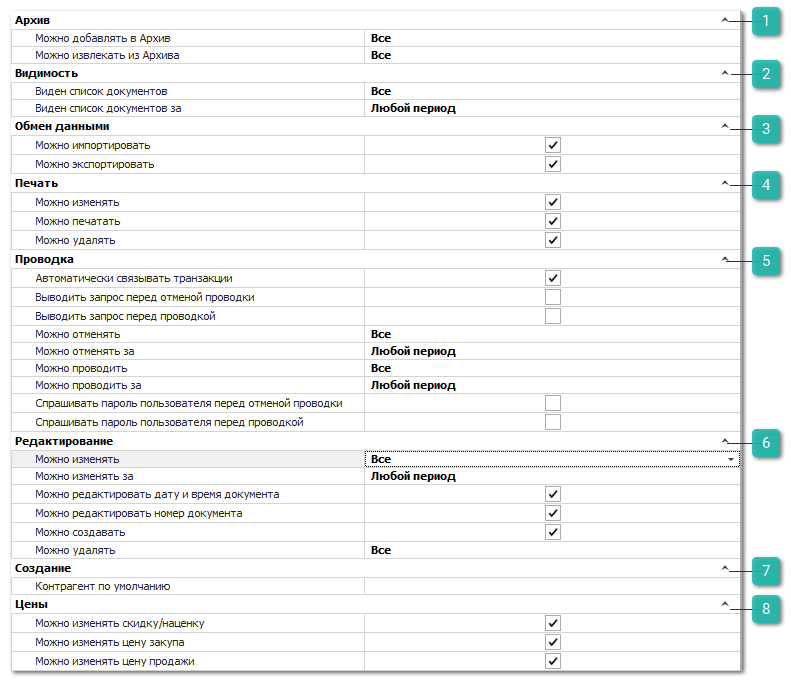 Архив 1
Можно добавлять в Архив Все
Можно извлекать из Архива Все
Видимость 2
Виден список документов Все
Виден список документов за Любой период
Обмен данными 3
Можно импортировать
Можно экспортировать
Печать 4
Можно изменять
Можно печатать
Можно удалять
Проводка 5
Автоматически связывать транзакции
Выводить запрос перед отменой проводки
Выводить запрос перед проводкой
Можно отменять Все
Можно отменять за Любой период
Можно проводить Все
Можно проводить за Любой период
Спрашивать пароль пользователя перед отменой проводки
Спрашивать пароль пользователя перед проводкой
Редактирование 6
Можно изменять Все
Можно изменять за Любой период
Можно редактировать дату и время документа
Можно редактировать номер документа
Можно создавать
Можно удалять Все
Создание 7
Контрагент по умолчанию
Цены 8
Можно изменять скидку/наценку
Можно изменять цену закупа
Можно изменять цену продажи